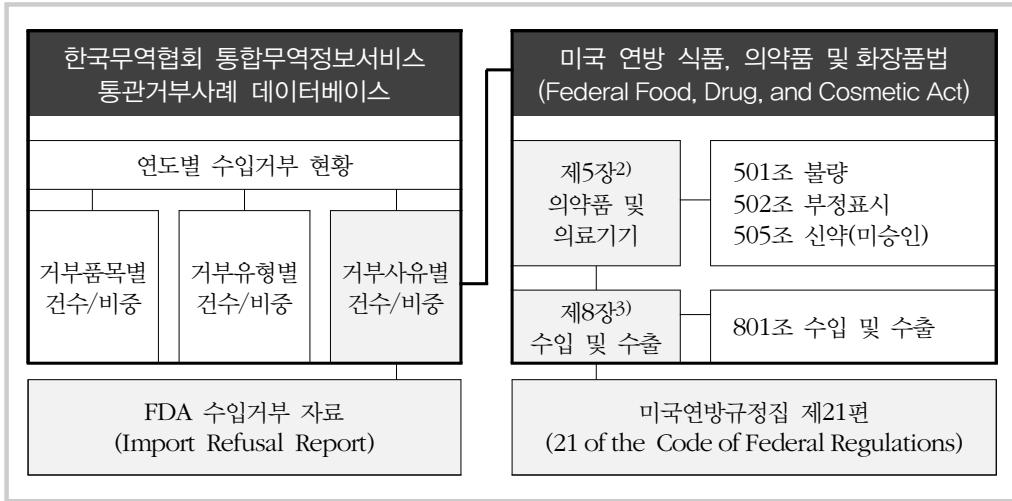 한국무역협회 통합무역정보서비스
통관거부사례 데이터베이스
연도별 수입거부 현황
거부품목별
건수/비중
거부유형별
건수/비중
거부사유별
건수/비중
FDA 수입거부 자료
(Import Refusal Report)
미국 연방 식품, 의약품 및 화장품법
(Federal Food, Drug, and Cosmetic Act)
제5장2)
의약품 및
의료기기
501조 불량
502조 부정표시
505조 신약(미승인)
제8장3)
수입 및 수출
801조 수입 및 수출
미국연방규정집 제21편
(21 of the Code of Federal Regulations)